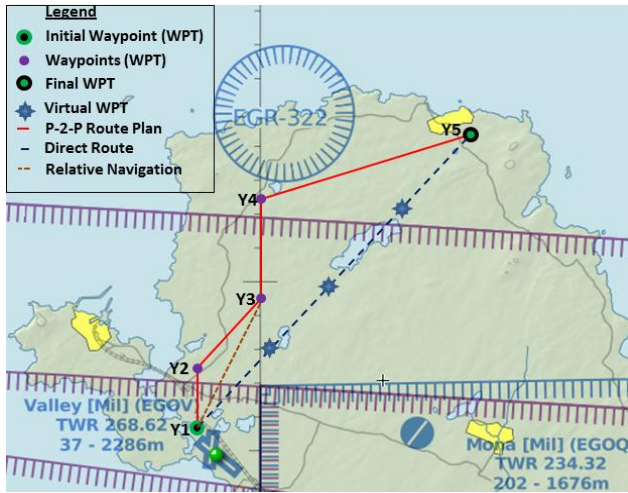 Legend
Initial Waypoint (WPT)
Waypoints (WPT)
Final WPT
Virtual WPT
P-2-P Route Plan
Direct Route
Relative Navigation
EGR-322
Y5
Y4
Y3
Y2
Y1
Valley [Mil] (EGOV)
TWR 268.62
37 - 2286m
Mona [Mil] (EGOQ
TWR 234.32
202 - 1676m